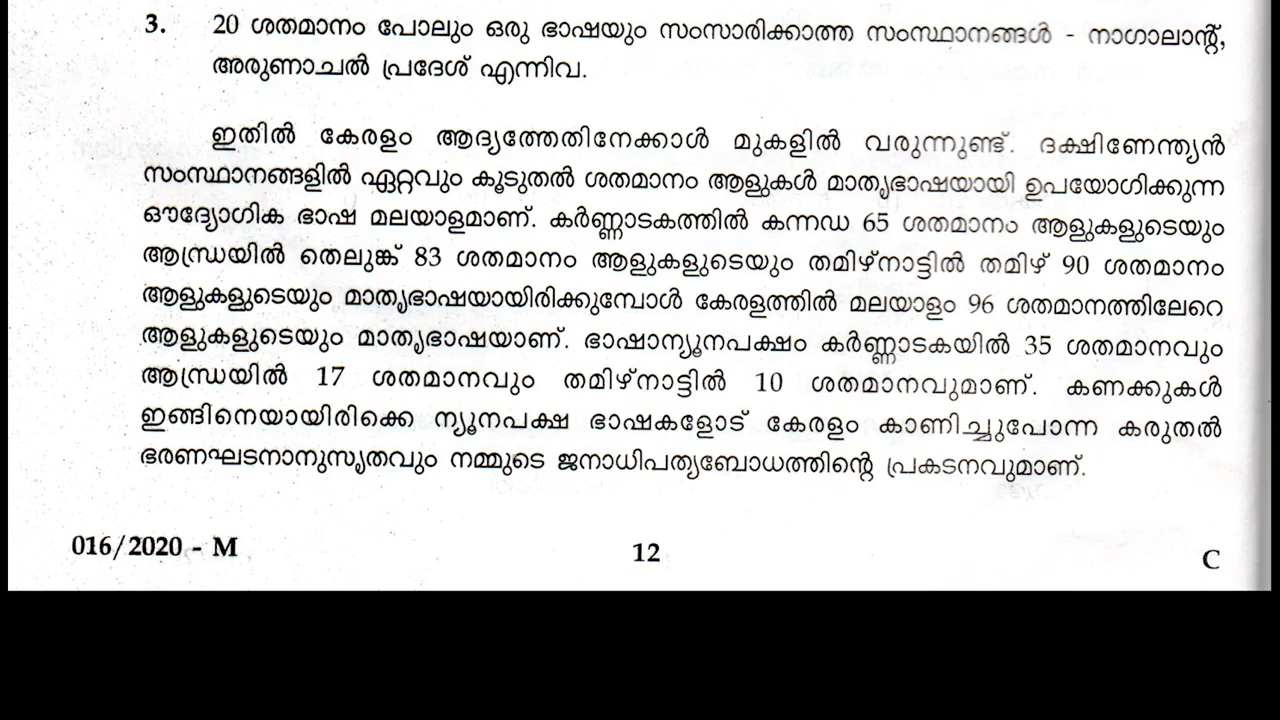 3. 20 ശതമാനം പോലും ഒരു ഭാഷയും സംസാരിക്കാത്ത സംസ്ഥാനങ്ങൾ - നാഗാലാന്റ്,
അരുണാചൽ പ്രദേശ് എന്നിവ.
ഇതിൽ കേരളം ആദ്യത്തേതിനേക്കാൾ മുകളിൽ വരുന്നുണ്ട്. ദക്ഷിണേന്ത്യൻ
സംസ്ഥാനങ്ങളിൽ ഏറ്റവും കൂടുതൽ ശതമാനം ആളുകൾ മാതൃഭാഷയായി ഉപയോഗിക്കുന്ന
ഔദ്യോഗിക ഭാഷ മലയാളമാണ്. കർണ്ണാടകത്തിൽ കന്നഡ 65 ശതമാനം ആളുകളുടെയും
ആന്ധ്രയിൽ തെലുങ്ക് 83 ശതമാനം ആളുകളുടെയും തമിഴ്നാട്ടിൽ തമിഴ് 90 ശതമാനം
ആളുകളുടെയും മാതൃഭാഷയായിരിക്കുമ്പോൾ കേരളത്തിൽ മലയാളം 96 ശതമാനത്തിലേറെ
ആളുകളുടെയും മാതൃഭാഷയാണ്. ഭാഷാന്യൂനപക്ഷം കർണ്ണാടകയിൽ 35 ശതമാനവും
ആന്ധ്രയിൽ 17 ശതമാനവും തമിഴ്നാട്ടിൽ 10 ശതമാനവുമാണ്. കണക്കുകൾ
ഇങ്ങിനെയായിരിക്കെ ന്യൂനപക്ഷ ഭാഷകളോട് കേരളം കാണിച്ചുപോന്ന കരുതൽ
ഭരണഘടനാനുസൃതവും നമ്മുടെ ജനാധിപത്യബോധത്തിന്റെ പ്രകടനവുമാണ്.
016/2020 - M 12 C